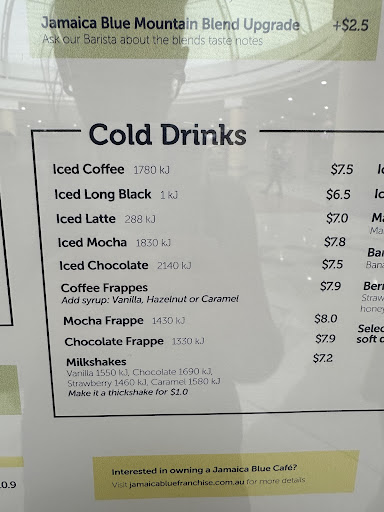 Jamaica Blue Mountain Blend Upgrade +$2.5
Ask our Barista about the blends taste notes
Cold Drinks
Iced Coffee 1780 kJ $7.5
Iced Long Black 1 kJ $6.5
Iced Latte 288 kJ $7.0
Iced Mocha 1830 kJ $7.8
Iced Chocolate 2140 kJ $7.5
Coffee Frappes $7.9
Add syrup: Vanilla, Hazelnut or Caramel
Mocha Frappe 1430 kJ $8.0
Chocolate Frappe 1330 kJ $7.9
Milkshakes $7.2
Vanilla 1550 kJ, Chocolate 1690 kJ,
Strawberry 1460 kJ, Caramel 1580 kJ
Make it a thickshake for $1.0
soft
Interested in owning a Jamaica Blue Café?
Visit jamaicabluefranchise.com.au for more details
0.9